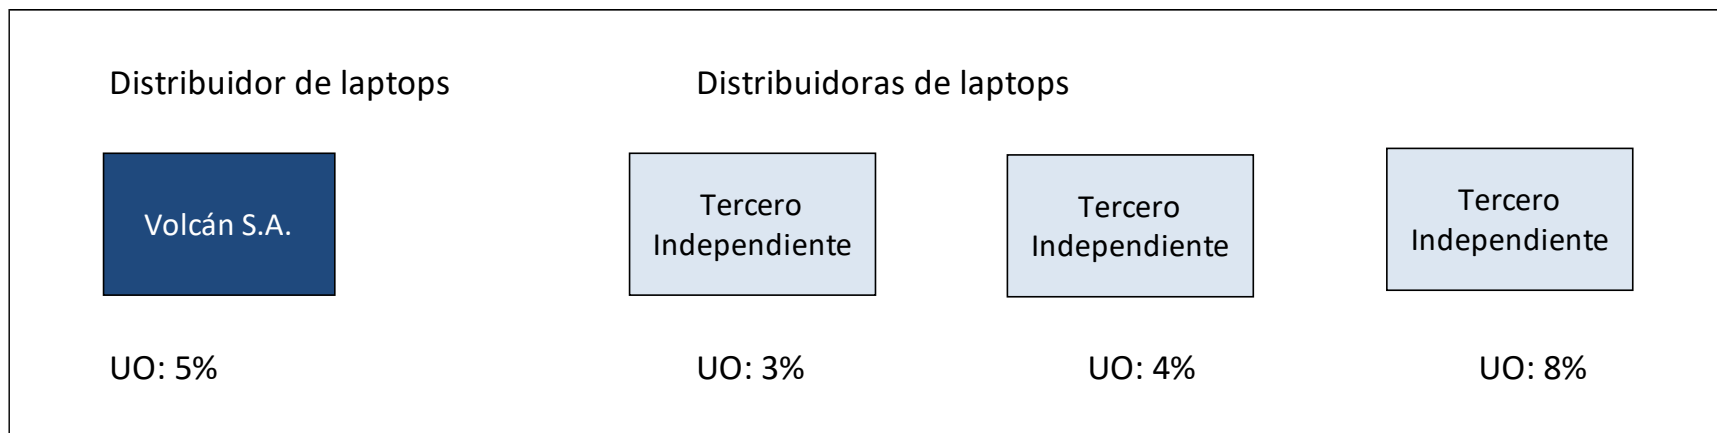 Distribuidor de laptops
Distribuidoras de laptops
Volcán S.A.
Tercero
Independiente
Tercero
Independiente
Tercero
Independiente
UO: 5%
UO: 3%
UO: 4%
UO: 8%